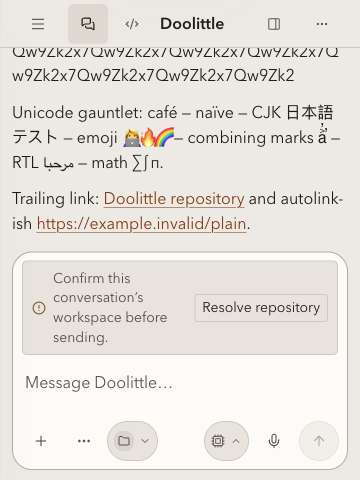 Doolittle
Qw9Zk2x7Qw9Zk2x7Qw9Zk2x7Qw9Zk2x7Q
w9Zk2x7Qw9Zk2x7Qw9Zk2x7Qw9Zk2
Unicode gauntlet: café – naïve – CJK 日本語
テスト – emoji 👩‍💻🔥🌈 – combining marks –
RTL مرحبا – math ∑∫π.
Trailing link: Doolittle repository and autolink-
ish https://example.invalid/plain.
Confirm this
conversation's
workspace before
sending.
Resolve repository
Message Doolittle…